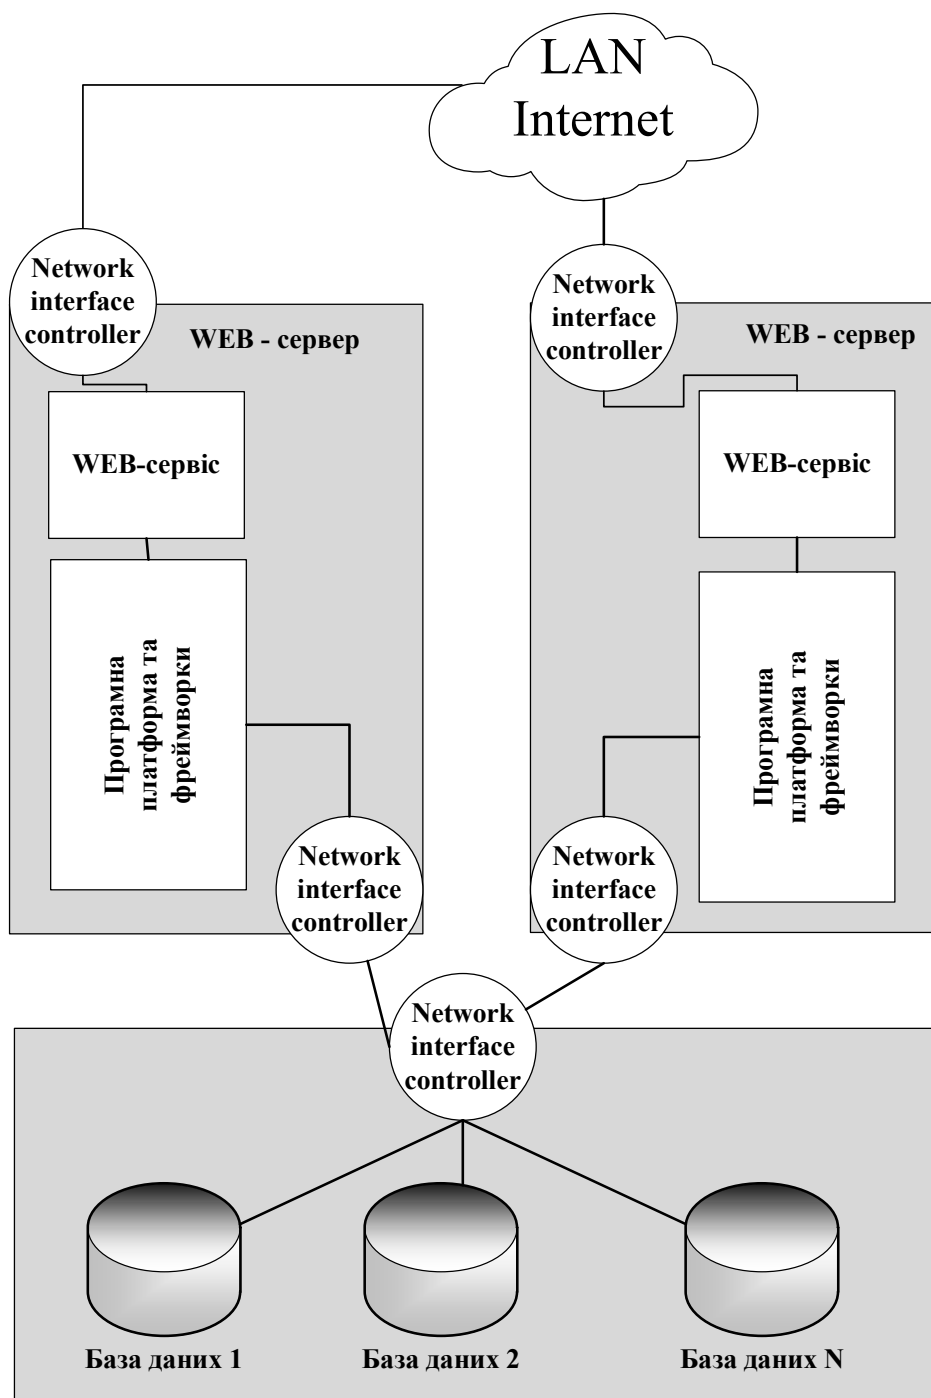 LAN
Internet
Network
interface
controller
WEB - сервер
WEB-сервіс
Програмна
платформа та
фреймворки
Network
interface
controller
Network
interface
controller
WEB - сервер
WEB-сервіс
Програмна
платформа та
фреймворки
Network
interface
controller
Network
interface
controller
База даних 1
База даних 2
База даних N